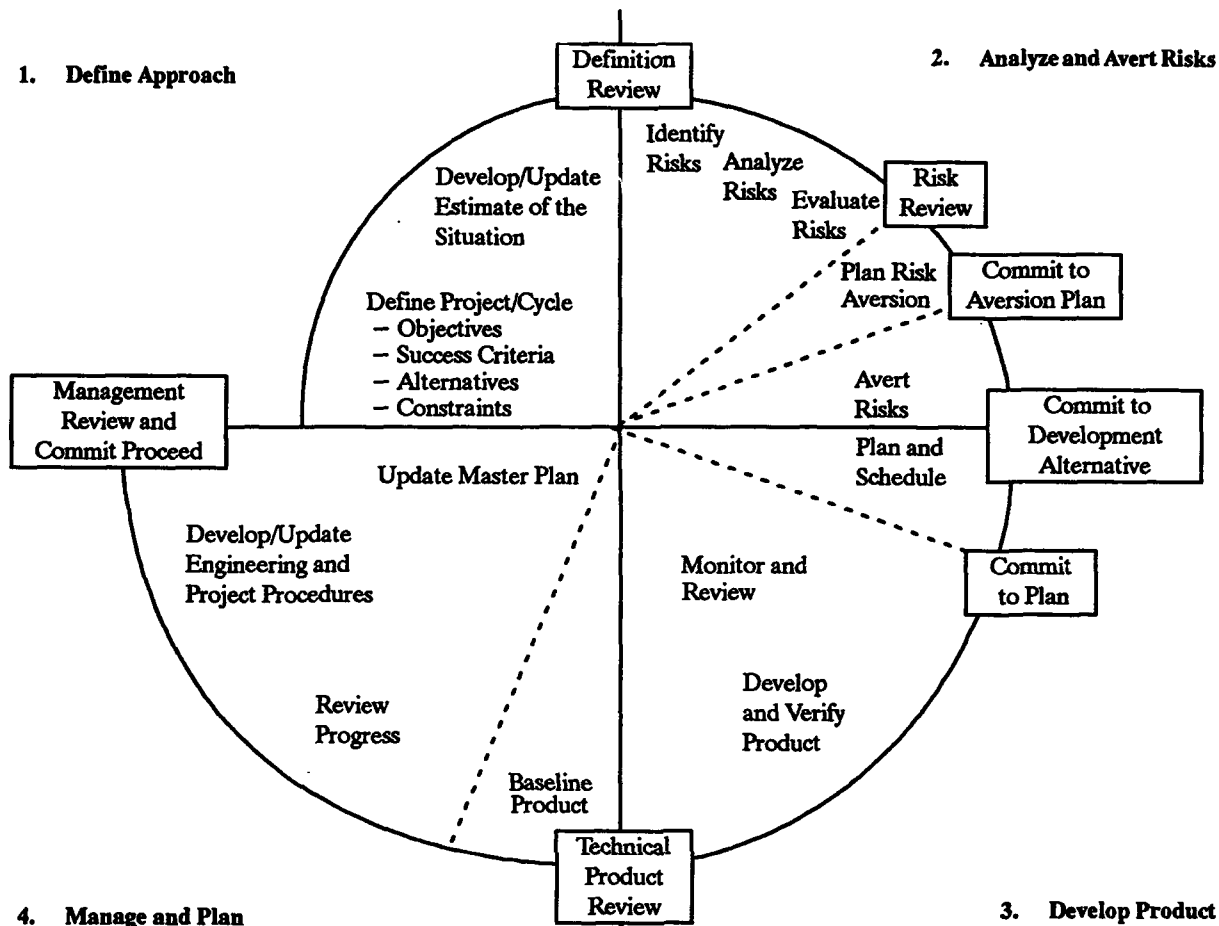 1. Define Approach
2. Analyze and Avert Risks
Definition
Review
Identify
Risks
Analyze
Risks
Evaluate
Risks
Risk
Review
Develop/Update
Estimate of the
Situation
Plan Risk
Aversion
Commit to
Aversion Plan
Define Project/Cycle
– Objectives
– Success Criteria
– Alternatives
– Constraints
Avert
Risks
Management
Review and
Commit Proceed
Commit to
Development
Alternative
Plan and
Schedule
Update Master Plan
Develop/Update
Engineering and
Project Procedures
Monitor and
Review
Commit
to Plan
Develop
and Verify
Product
Review
Progress
Baseline
Product
Technical
Product
Review
4. Manage and Plan
3. Develop Product